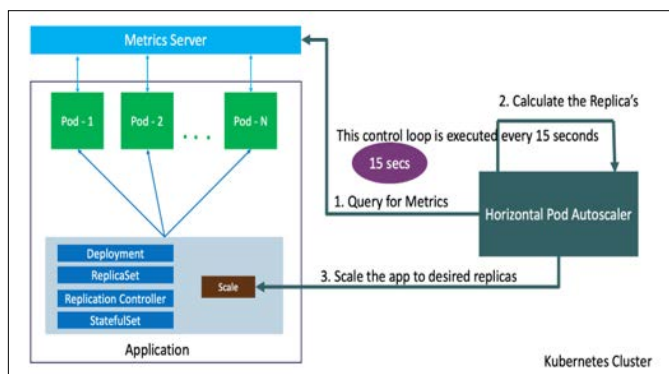 Metrics Server
Pod - 1
Pod - 2
. . .
Pod - N
2. Calculate the Replica's
This control loop is executed every 15 seconds
15 secs
1. Query for Metrics
Horizontal Pod Autoscaler
Deployment
ReplicaSet
Replication Controller
StatefulSet
Scale
3. Scale the app to desired replicas
Application
Kubernetes Cluster